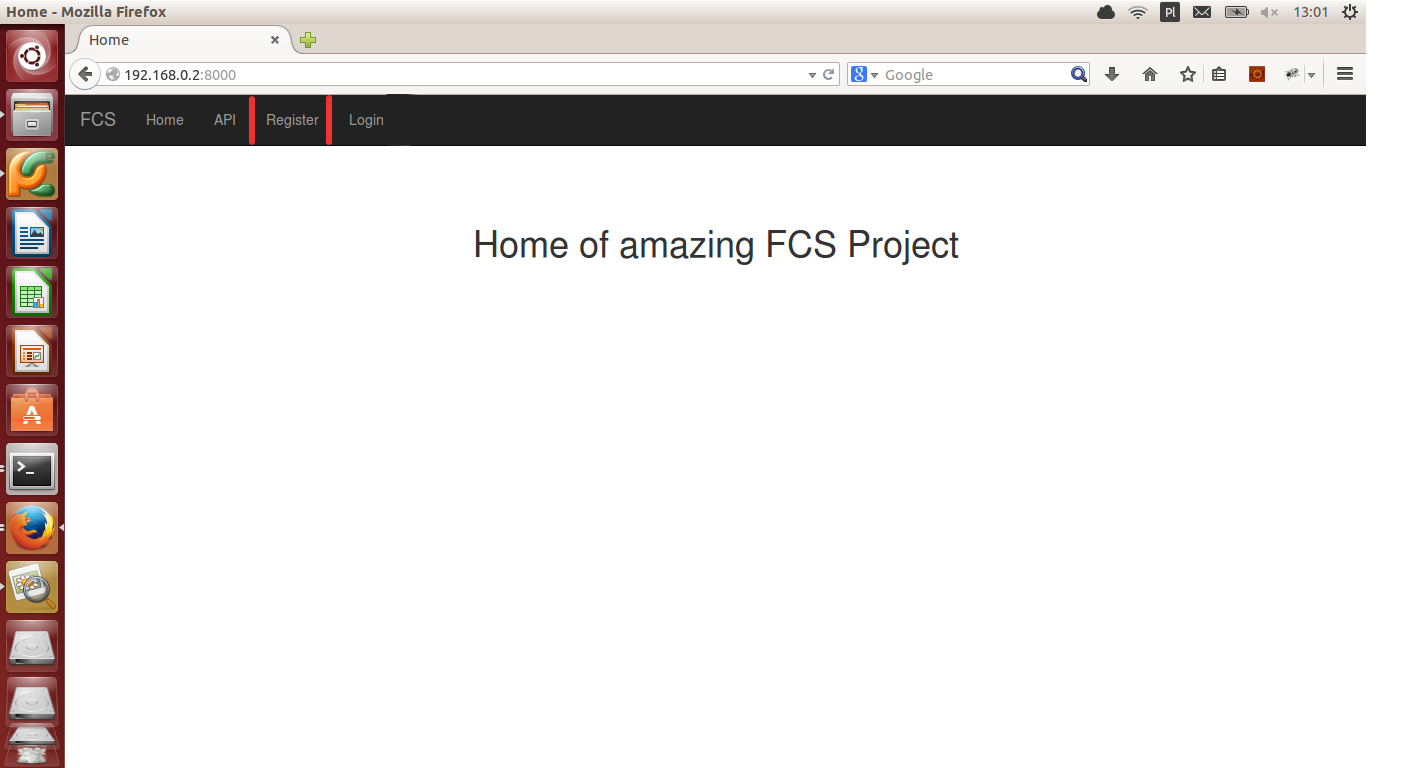 Home - Mozilla Firefox
Pl
13:01
Home
192.168.0.2:8000
8 Google
FCS Home API Register Login
Home of amazing FCS Project